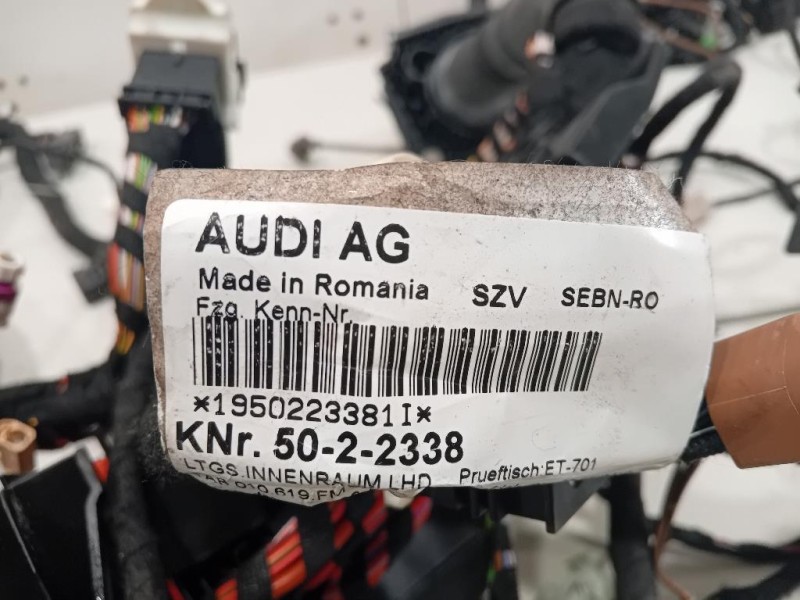 AUDI AG
Made in Romania SZV SEBN-RO
Fzg. Kenn-Nr.
*19502233811I*
KNr. 50-2-2338
LTGS.INNENRAUM LHD Prueftisch:ET-701